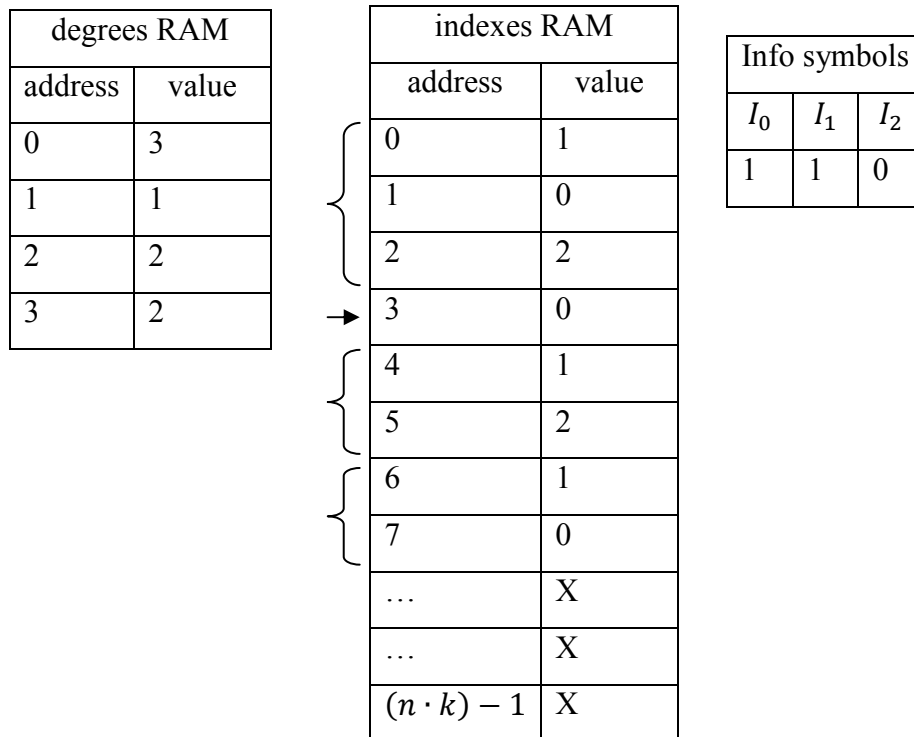 degrees RAM
address value
0 3
1 1
2 2
3 2
indexes RAM
address value
0 1
1 0
2 2
3 0
4 1
5 2
6 1
7 0
… X
… X
(n · k) − 1 X
Info symbols
I₀ I₁ I₂
1 1 0